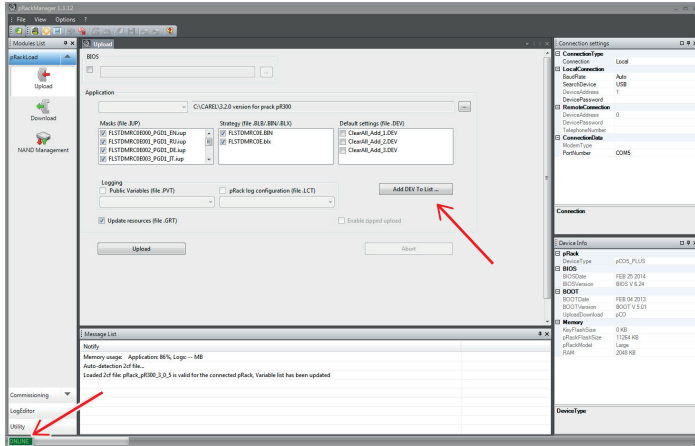 pRackManager 1.3.12
File View Options ?
Modules List
pRackLoad
Upload
Download
NAND Management
Commissioning
LogEditor
Utility
ONLINE
Upload
BIOS
...
Application
C:\CAREL\3.2.0 version for prack pR300
...
Masks (file .IUP)
FLSTDMRC0E000_PGD1_EN.iup
FLSTDMRC0E001_PGD1_RU.iup
FLSTDMRC0E002_PGD1_DE.iup
FLSTDMRC0E003_PGD1_IT.iup
Strategy (file .BLB/.BIN/.BLX)
FLSTDMRC0E.BIN
FLSTDMRC0E.blx
Default settings (file .DEV)
ClearAll_Add_1.DEV
ClearAll_Add_2.DEV
ClearAll_Add_3.DEV
Logging
Public Variables (file .PVT)
pRack log configuration (file .LCT)
Add DEV To List ...
Update resources (file .GRT)
Enable zipped upload
Upload
Abort
Message List
Notify
Memory usage: Application: 86%, Logs: -- MB
Auto-detection 2cf file...
Loaded 2cf file: pRack_pR300_3_0_5 is valid for the connected pRack, Variable list has been updated
Connection settings
ConnectionType
Connection Local
LocalConnection
BaudRate Auto
SearchDevice USB
DeviceAddress 1
DevicePassword
RemoteConnection
DeviceAddress 0
DevicePassword
TelephoneNumber
ConnectionData
ModemType
PortNumber COM5
Connection
Device Info
pRack
DeviceType pCO5_PLUS
BIOS
BIOSDate FEB 25 2014
BIOSVersion BIOS V 6.24
BOOT
BOOTDate FEB 04 2013
BOOTVersion BOOT V 5.01
UploadDownload pCO
Memory
KeyFlashSize 0 KB
pRackFlashSize 11264 KB
pRackModel Large
RAM 2048 KB
DeviceType